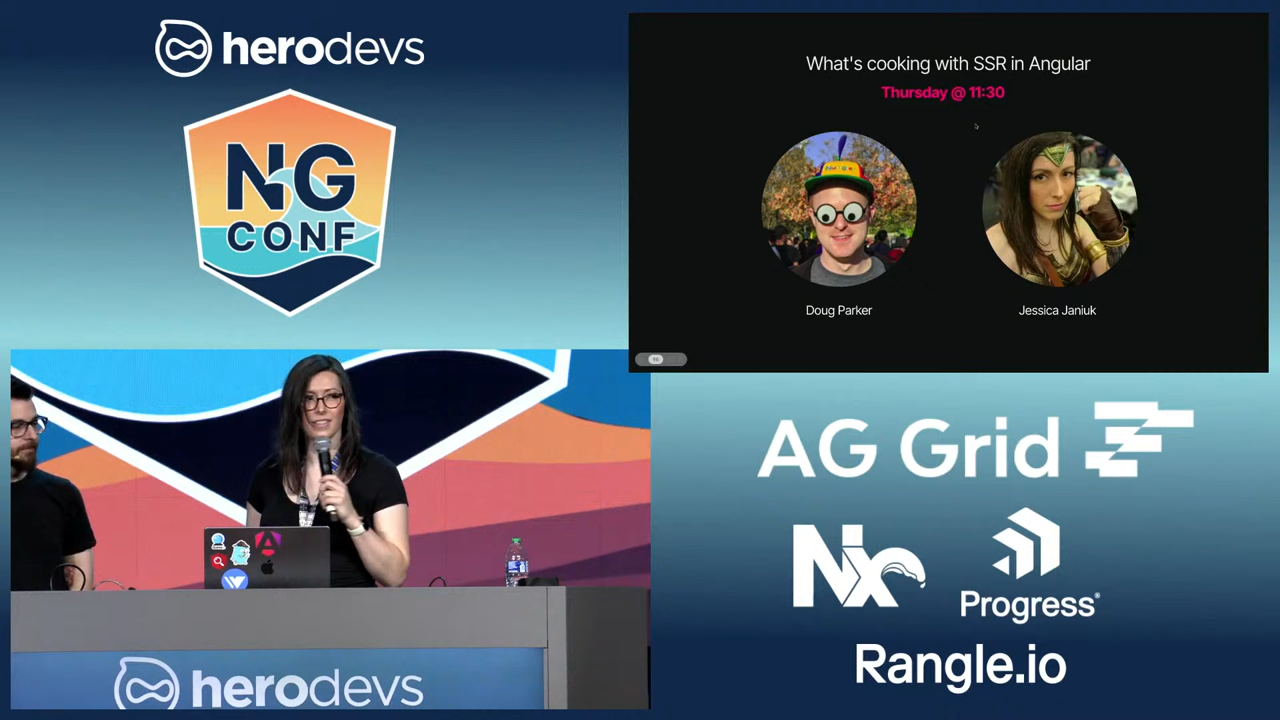 herodevs
NG
CONF
What's cooking with SSR in Angular
Thursday @ 11:30
Doug Parker
Jessica Janiuk
AG Grid
Nx
Progress®
Rangle.io
herodevs